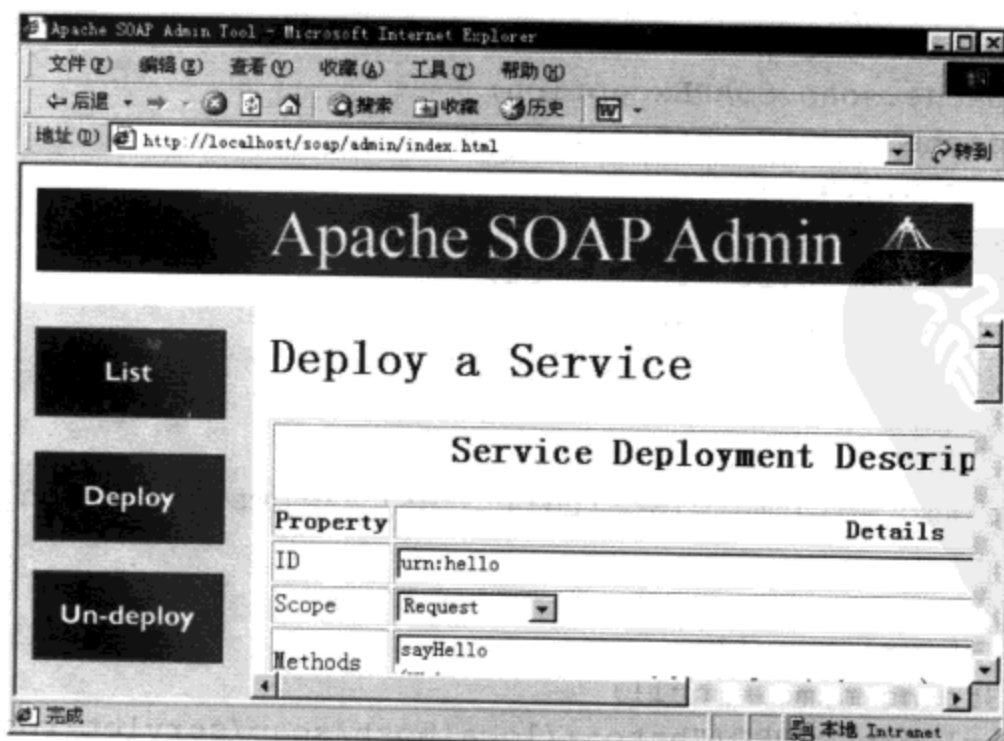 Apache SOAP Admin Tool - Microsoft Internet Explorer
文件(F) 编辑(E) 查看(V) 收藏(A) 工具(T) 帮助(H)
后退 搜索 收藏 历史
地址(D) http://localhost/soap/admin/index.html 转到
Apache SOAP Admin
List
Deploy
Un-deploy
Deploy a Service
Service Deployment Descrip
Property Details
ID urn:hello
Scope Request
Methods sayHello
完成 本地 Intranet